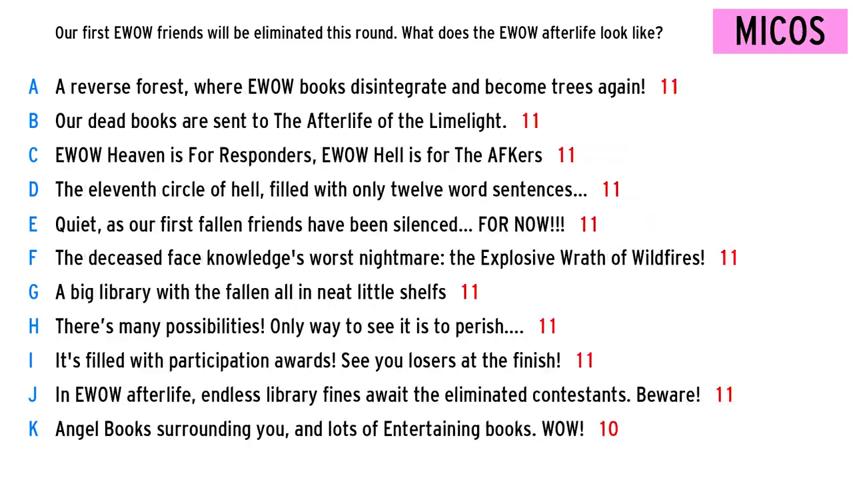 Our first EWOW friends will be eliminated this round. What does the EWOW afterlife look like?
MICOS
A A reverse forest, where EWOW books disintegrate and become trees again! 11
B Our dead books are sent to The Afterlife of the Limelight. 11
C EWOW Heaven is For Responders, EWOW Hell is for The AFKers 11
D The eleventh circle of hell, filled with only twelve word sentences... 11
E Quiet, as our first fallen friends have been silenced... FOR NOW!!! 11
F The deceased face knowledge's worst nightmare: the Explosive Wrath of Wildfires! 11
G A big library with the fallen all in neat little shelfs 11
H There’s many possibilities! Only way to see it is to perish.... 11
I It's filled with participation awards! See you losers at the finish! 11
J In EWOW afterlife, endless library fines await the eliminated contestants. Beware! 11
K Angel Books surrounding you, and lots of Entertaining books. WOW! 10